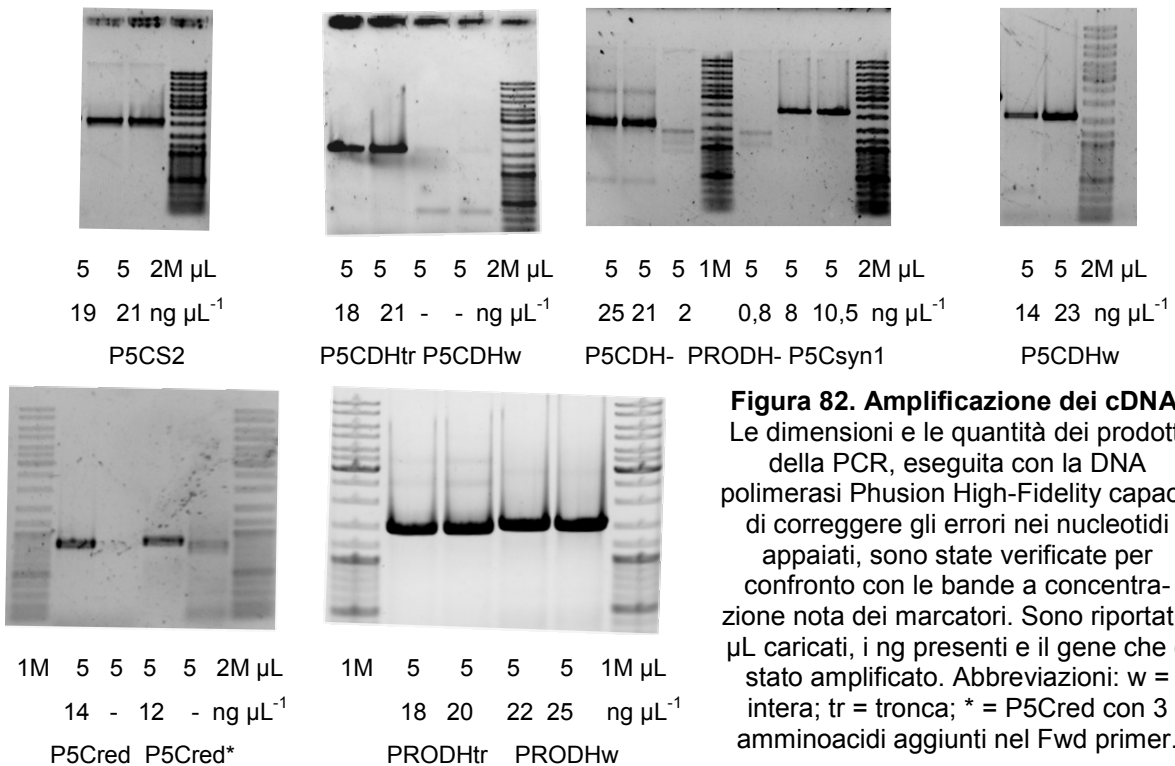 5 5 2M µL
19 21 ng µL⁻¹
P5CS2
5 5 5 5 2M µL
18 21 - - ng µL⁻¹
P5CDHtr P5CDHw
5 5 5 1M 5 5 5 2M µL
25 21 2 0,8 8 10,5 ng µL⁻¹
P5CDH- PRODH- P5Csyn1
5 5 2M µL
14 23 ng µL⁻¹
P5CDHw
1M 5 5 5 5 2M µL
14 - 12 - ng µL⁻¹
P5Cred P5Cred*
1M 5 5 5 5 1M µL
18 20 22 25 ng µL⁻¹
PRODHtr PRODHw
Figura 82. Amplificazione dei cDNA
Le dimensioni e le quantità dei prodott
della PCR, eseguita con la DNA
polimerasi Phusion High-Fidelity capac
di correggere gli errori nei nucleotidi
appaiati, sono state verificate per
confronto con le bande a concentra-
zione nota dei marcatori. Sono riportat
µL caricati, i ng presenti e il gene che
stato amplificato. Abbreviazioni: w =
intera; tr = tronca; * = P5Cred con 3
amminoacidi aggiunti nel Fwd primer.